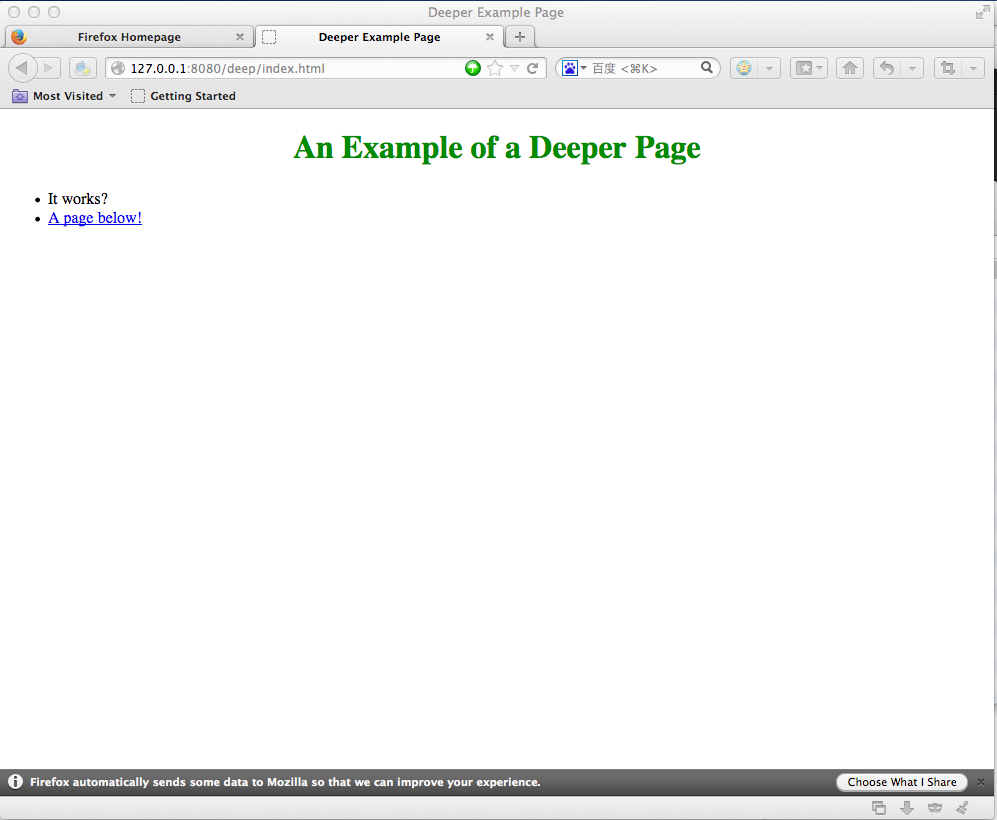 Deeper Example Page
Firefox Homepage
Deeper Example Page
127.0.0.1:8080/deep/index.html
百度 <⌘K>
Most Visited
Getting Started
An Example of a Deeper Page
It works?
A page below!
Firefox automatically sends some data to Mozilla so that we can improve your experience.
Choose What I Share